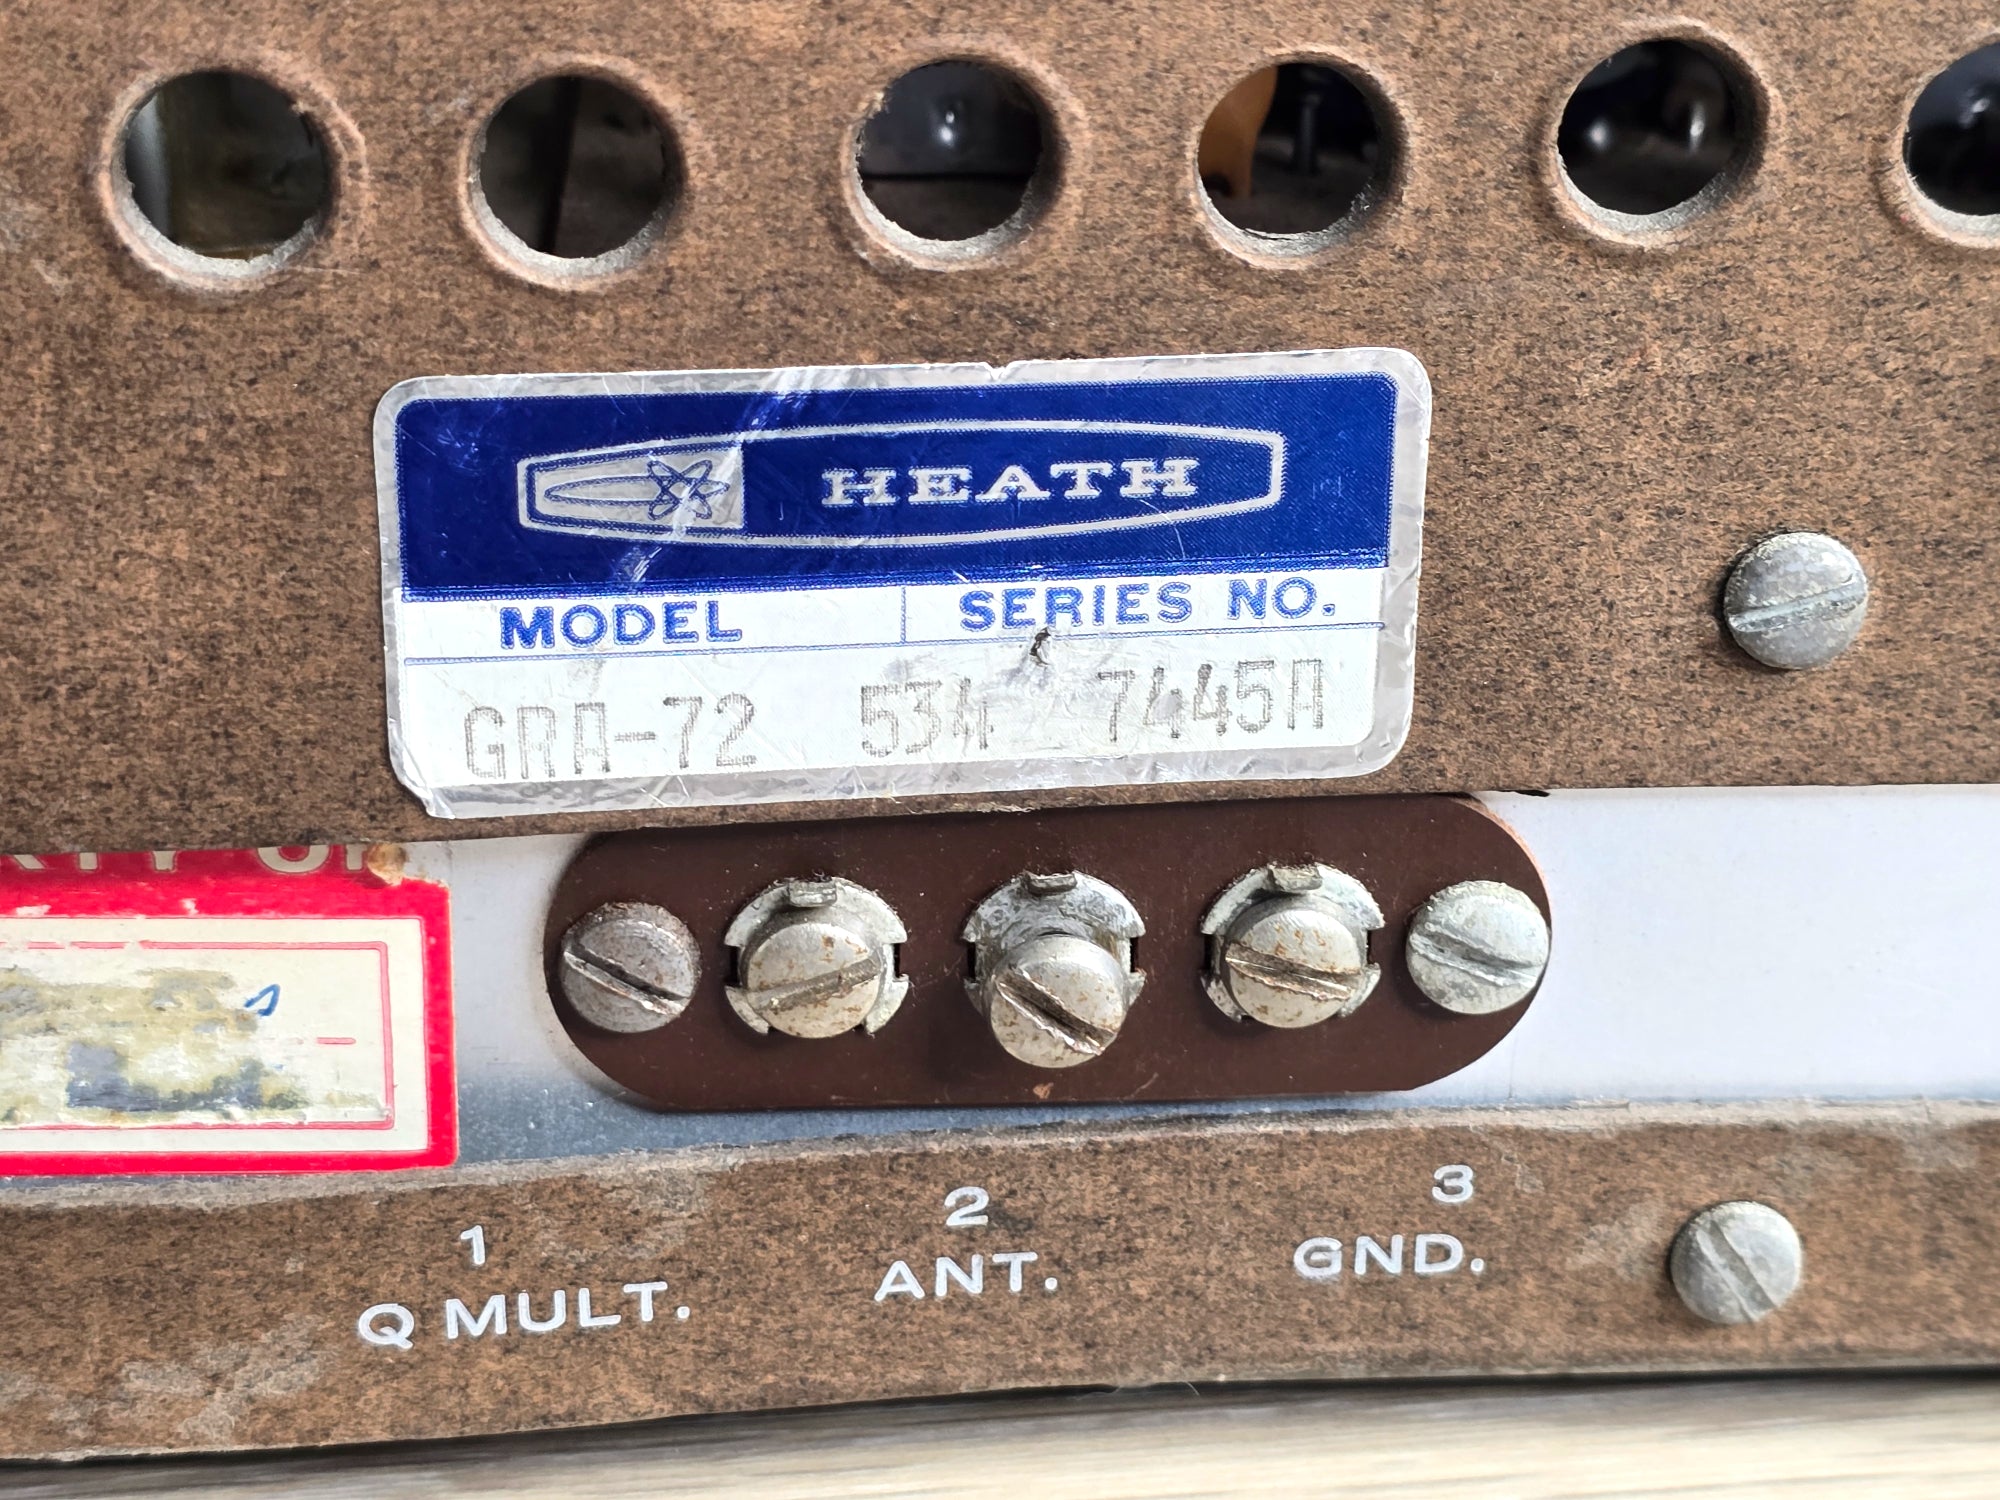 HEATH
MODEL SERIES NO.
GRA-72 534 7445A
1 2 3
Q MULT. ANT. GND.